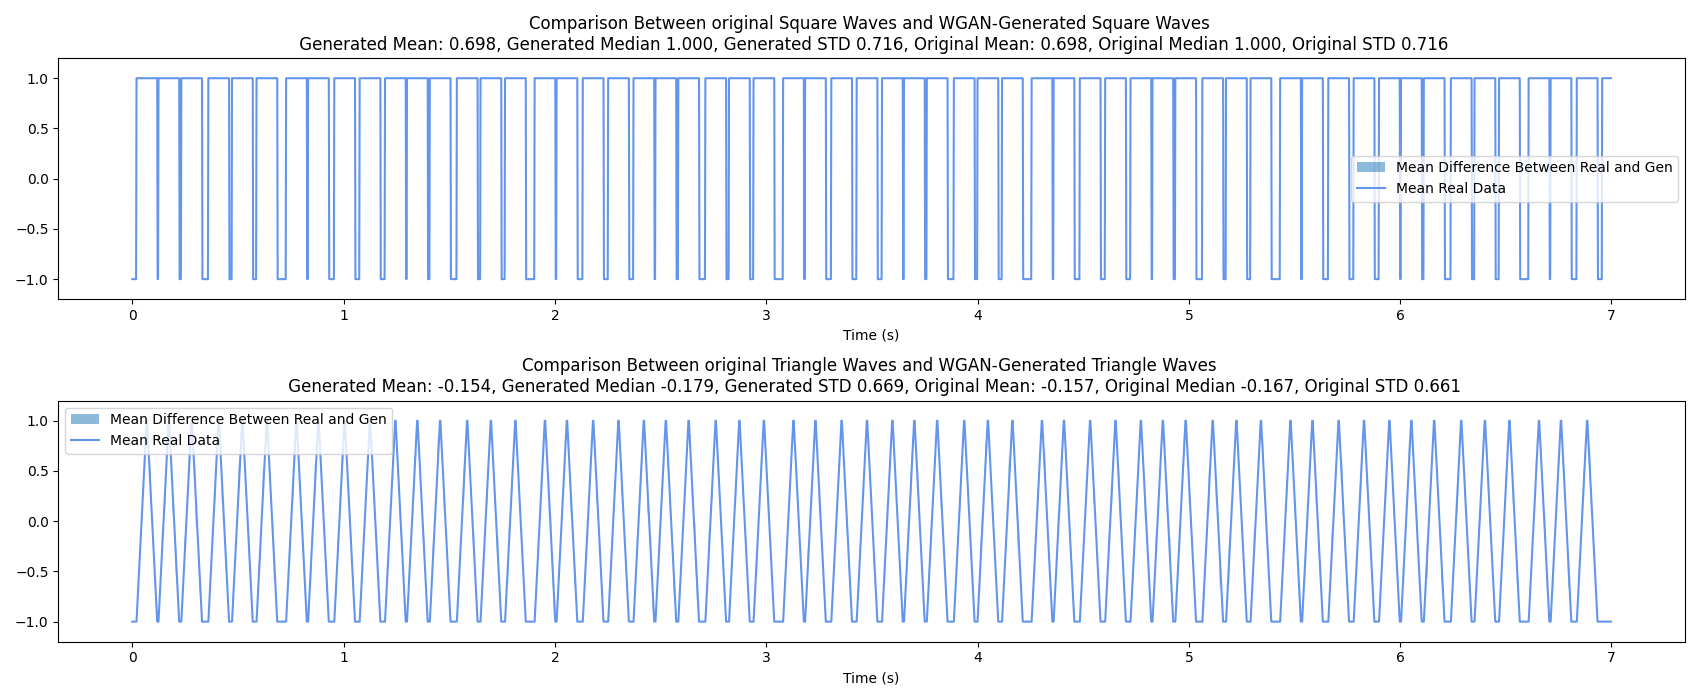 Comparison Between original Square Waves and WGAN-Generated Square Waves
Generated Mean: 0.698, Generated Median 1.000, Generated STD 0.716, Original Mean: 0.698, Original Median 1.000, Original STD 0.716
1.0
0.5
0.0
−0.5
−1.0
Mean Difference Between Real and Gen
Mean Real Data
0 1 2 3 4 5 6 7
Time (s)
Comparison Between original Triangle Waves and WGAN-Generated Triangle Waves
Generated Mean: -0.154, Generated Median -0.179, Generated STD 0.669, Original Mean: -0.157, Original Median -0.167, Original STD 0.661
Mean Difference Between Real and Gen
Mean Real Data
1.0
0.5
0.0
−0.5
−1.0
0 1 2 3 4 5 6 7
Time (s)